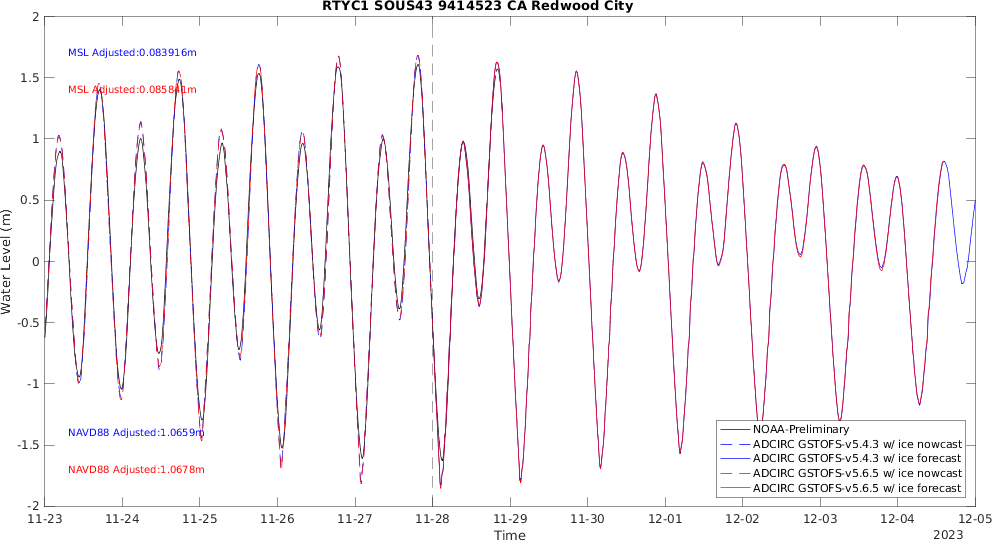 RTYC1 SOUS43 9414523 CA Redwood City
2
1.5
1
0.5
0
-0.5
-1
-1.5
-2
Water Level (m)
MSL Adjusted:0.083916m
MSL Adjusted:0.085841m
NAVD88 Adjusted:1.0659m
NAVD88 Adjusted:1.0678m
NOAA-Preliminary
ADCIRC GSTOFS-v5.4.3 w/ ice nowcast
ADCIRC GSTOFS-v5.4.3 w/ ice forecast
ADCIRC GSTOFS-v5.6.5 w/ ice nowcast
ADCIRC GSTOFS-v5.6.5 w/ ice forecast
11-23 11-24 11-25 11-26 11-27 11-28 11-29 11-30 12-01 12-02 12-03 12-04 12-05
Time
2023